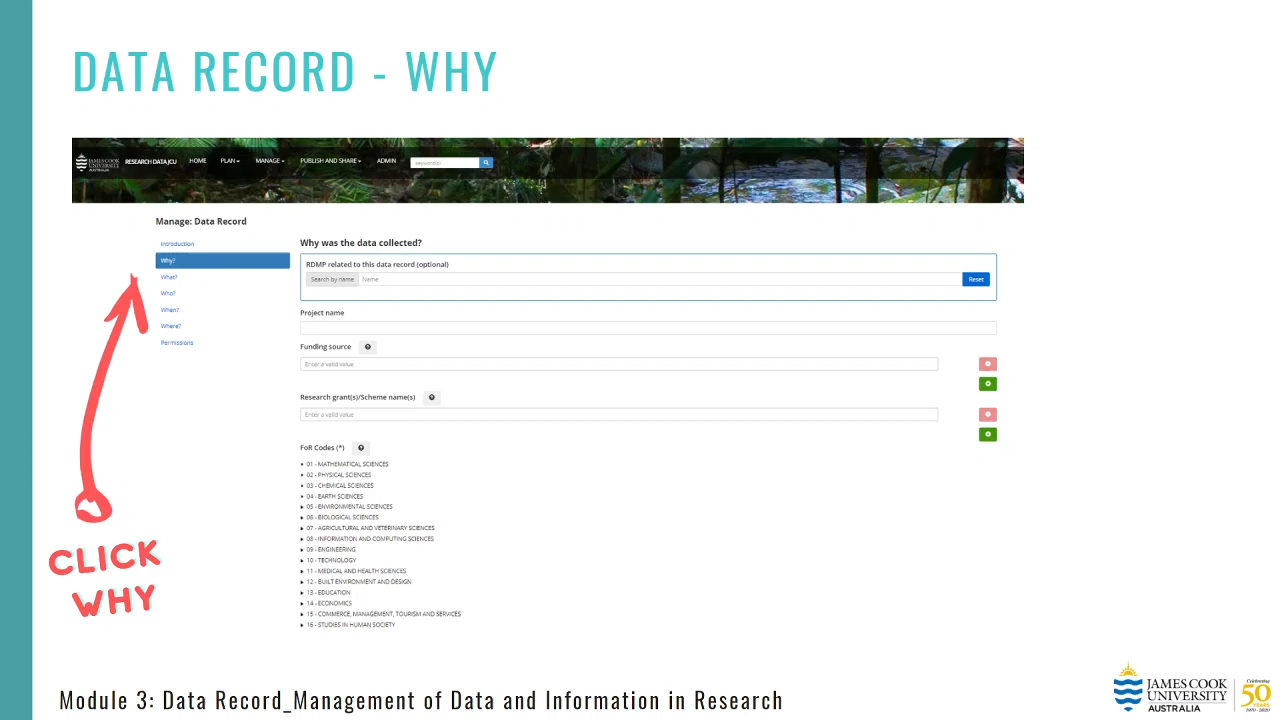 DATA RECORD - WHY
JAMES COOK
UNIVERSITY
AUSTRALIA
RESEARCH DATA JCU
HOME
PLAN
MANAGE
PUBLISH AND SHARE
ADMIN
keyword(s)
Manage: Data Record
Introduction
Why?
What?
Who?
When?
Where?
Permissions
Why was the data collected?
RDMP related to this data record (optional)
Search by name
Name
Reset
Project name
Funding source
Enter a valid value
Research grant(s)/Scheme name(s)
Enter a valid value
FoR Codes (*)
01 - MATHEMATICAL SCIENCES
02 - PHYSICAL SCIENCES
03 - CHEMICAL SCIENCES
04 - EARTH SCIENCES
05 - ENVIRONMENTAL SCIENCES
06 - BIOLOGICAL SCIENCES
07 - AGRICULTURAL AND VETERINARY SCIENCES
08 - INFORMATION AND COMPUTING SCIENCES
09 - ENGINEERING
10 - TECHNOLOGY
11 - MEDICAL AND HEALTH SCIENCES
12 - BUILT ENVIRONMENT AND DESIGN
13 - EDUCATION
14 - ECONOMICS
15 - COMMERCE, MANAGEMENT, TOURISM AND SERVICES
16 - STUDIES IN HUMAN SOCIETY
CLICK
WHY
Module 3: Data Record_Management of Data and Information in Research
JAMES COOK
UNIVERSITY
AUSTRALIA
Celebrating
50
YEARS
1970 - 2020